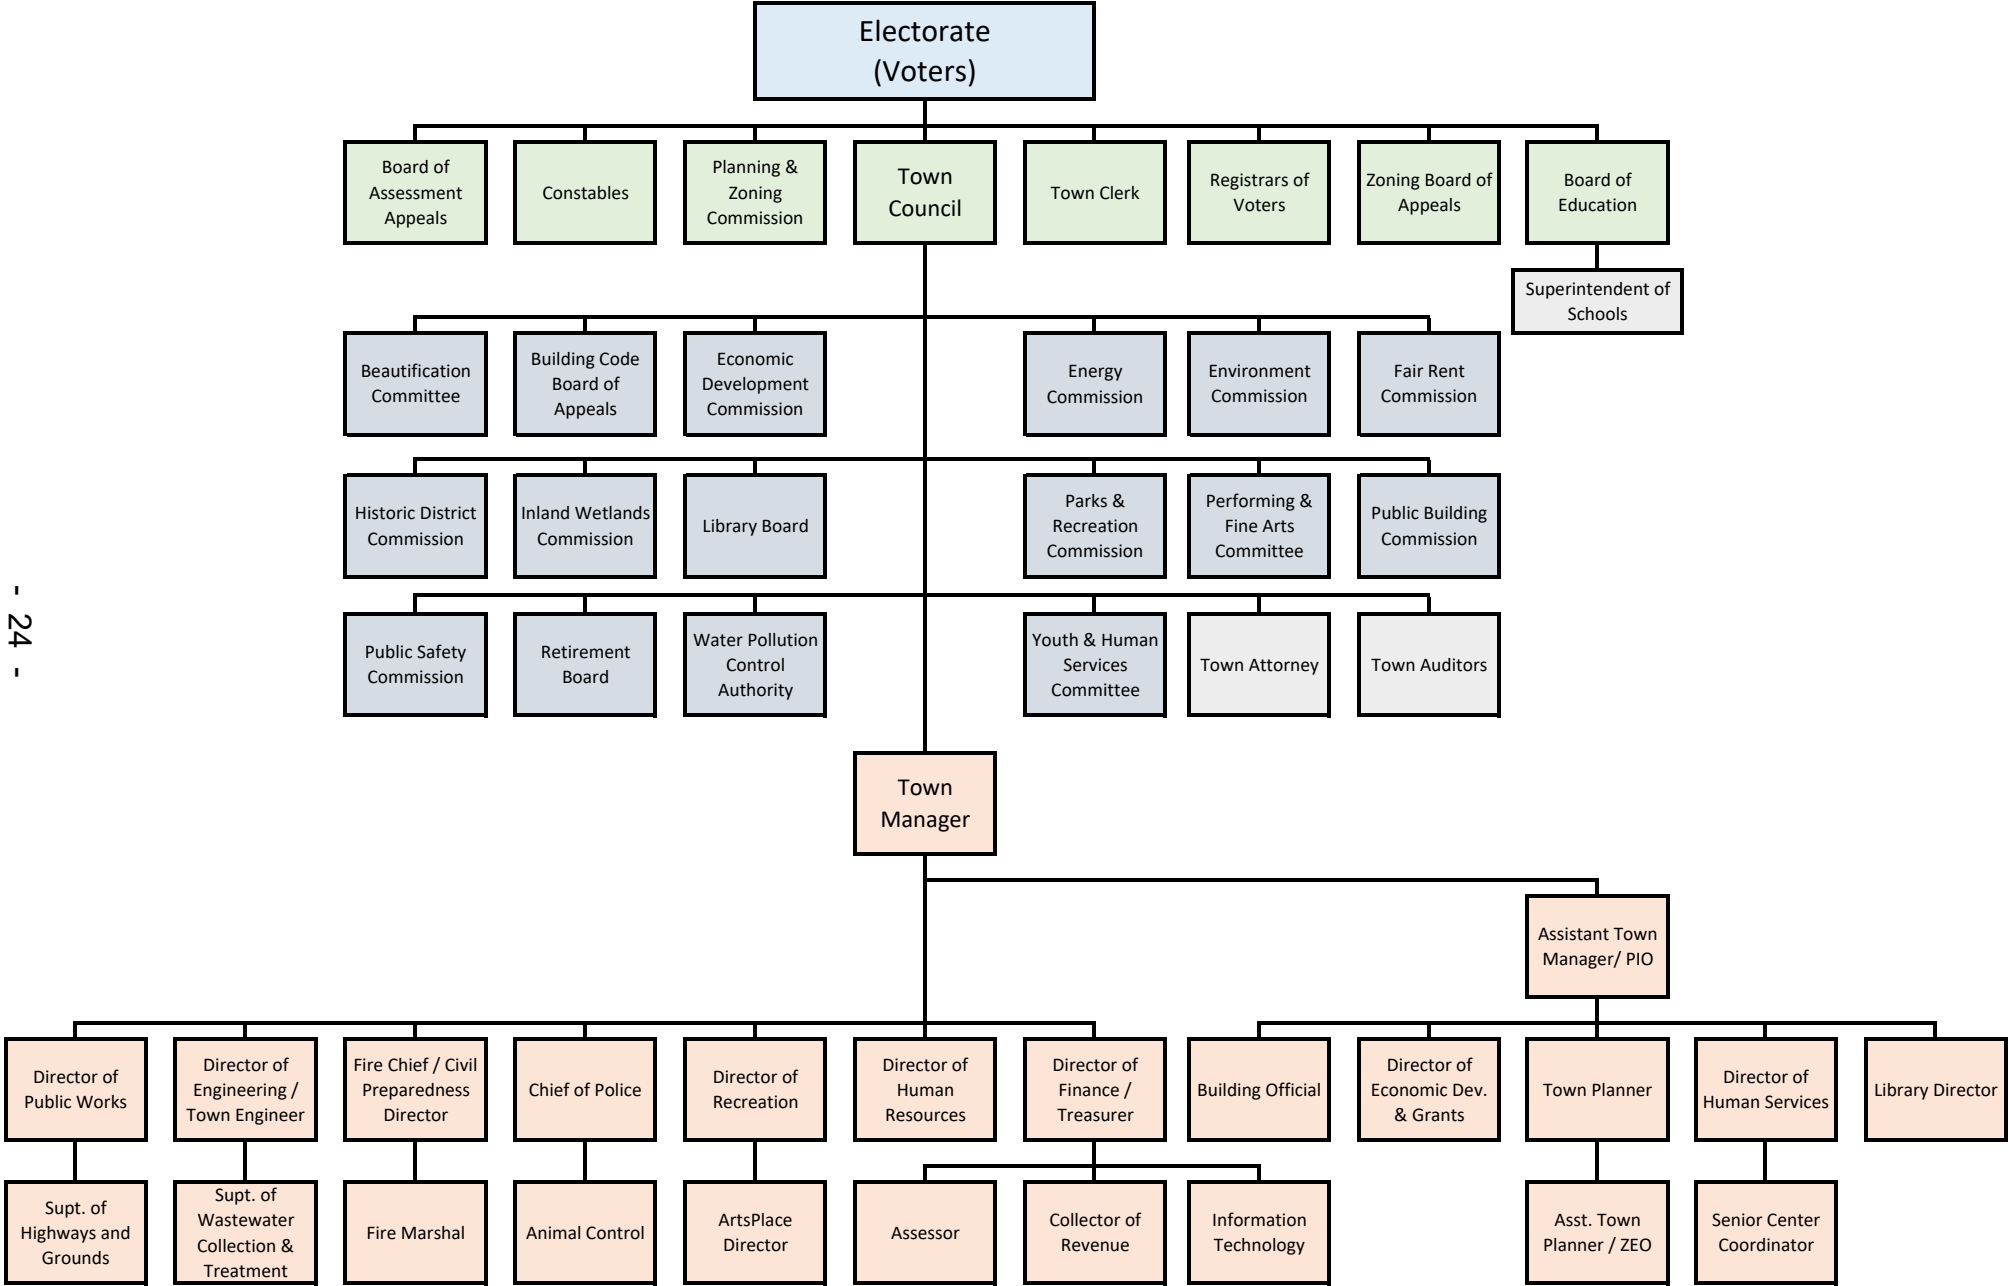 Electorate
(Voters)
Board of
Assessment
Appeals
Constables
Planning &
Zoning
Commission
Town
Council
Town Clerk
Registrars of
Voters
Zoning Board of
Appeals
Board of
Education
Superintendent of
Schools
Beautification
Committee
Building Code
Board of
Appeals
Economic
Development
Commission
Energy
Commission
Environment
Commission
Fair Rent
Commission
Historic District
Commission
Inland Wetlands
Commission
Library Board
Parks &
Recreation
Commission
Performing &
Fine Arts
Committee
Public Building
Commission
Public Safety
Commission
Retirement
Board
Water Pollution
Control
Authority
Youth & Human
Services
Committee
Town Attorney
Town Auditors
- 24 -
Town
Manager
Assistant Town
Manager/ PIO
Director of
Public Works
Director of
Engineering /
Town Engineer
Fire Chief / Civil
Preparedness
Director
Chief of Police
Director of
Recreation
Director of
Human
Resources
Director of
Finance /
Treasurer
Building Official
Director of
Economic Dev.
& Grants
Town Planner
Director of
Human Services
Library Director
Supt. of
Highways and
Grounds
Supt. of
Wastewater
Collection &
Treatment
Fire Marshal
Animal Control
ArtsPlace
Director
Assessor
Collector of
Revenue
Information
Technology
Asst. Town
Planner / ZEO
Senior Center
Coordinator